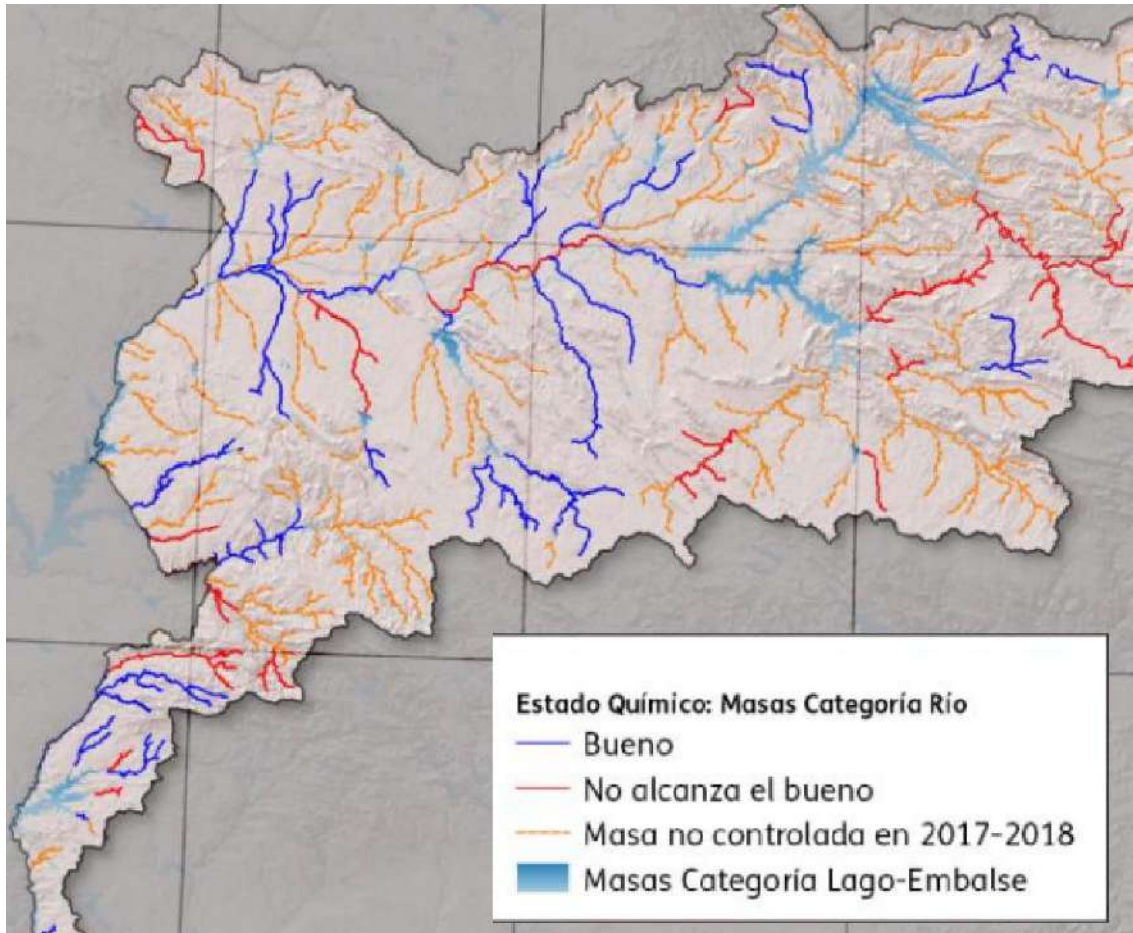 Estado Químico: Masas Categoría Río
Bueno
No alcanza el bueno
Masa no controlada en 2017-2018
Masas Categoría Lago-Embalse